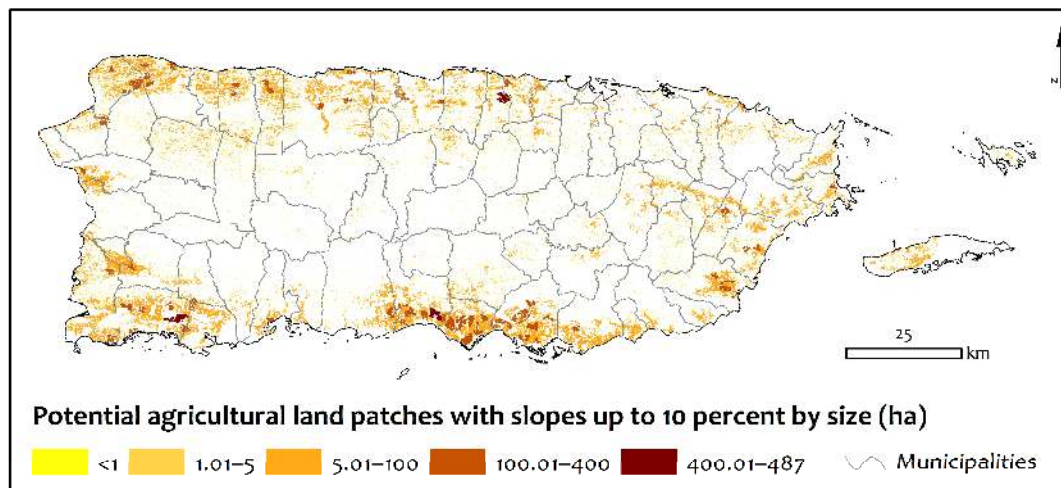 N
1
25
km
Potential agricultural land patches with slopes up to 10 percent by size (ha)
<1 1.01–5 5.01–100 100.01–400 400.01–487 Municipalities